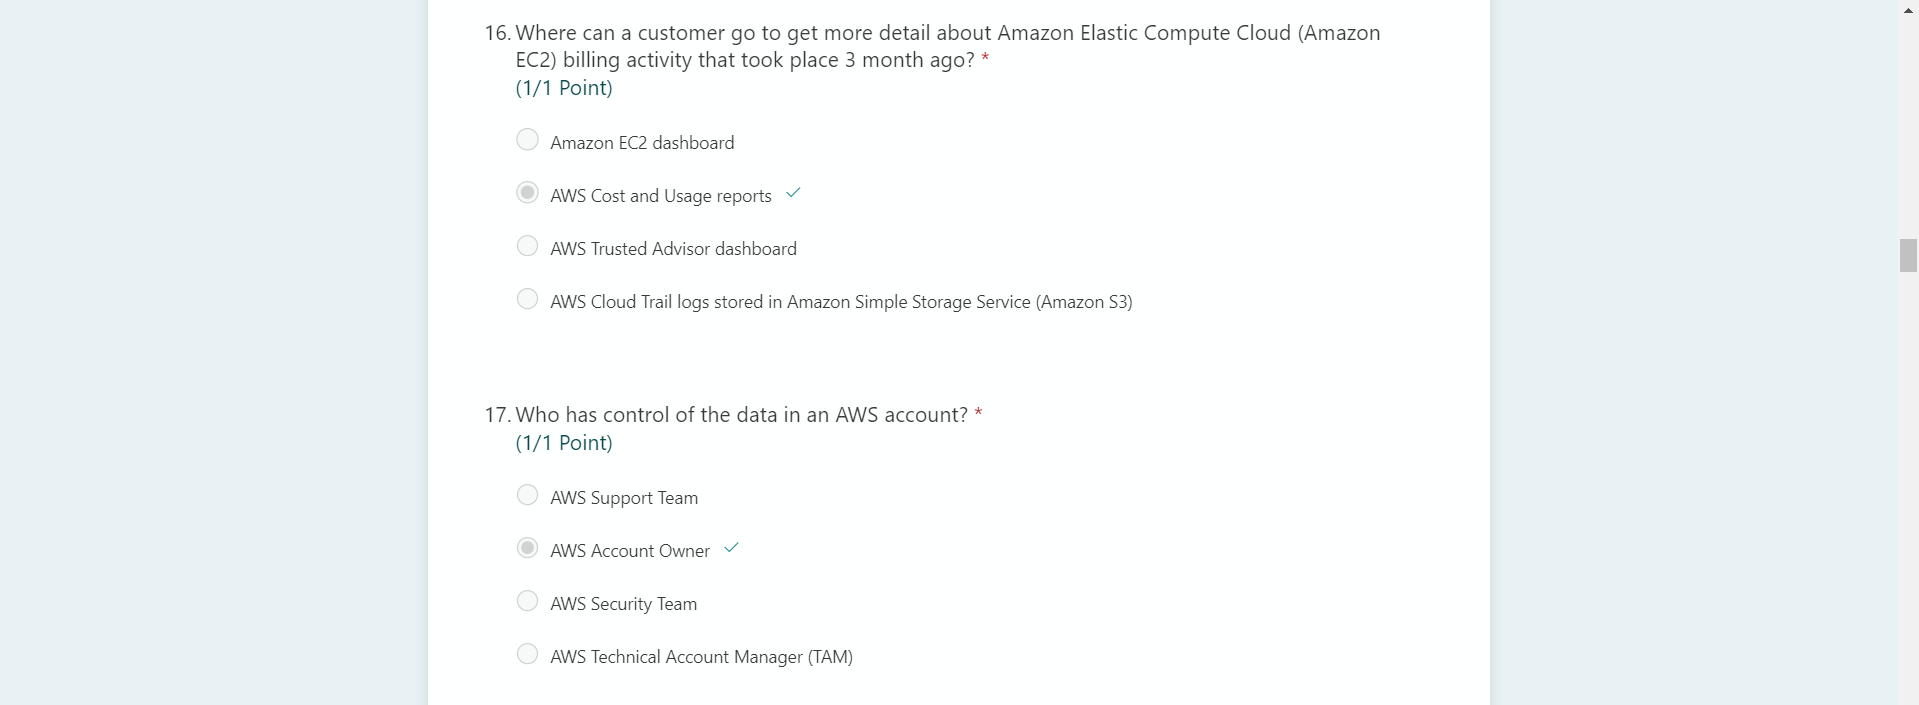 16. Where can a customer go to get more detail about Amazon Elastic Compute Cloud (Amazon
EC2) billing activity that took place 3 month ago? *
(1/1 Point)
Amazon EC2 dashboard
AWS Cost and Usage reports
AWS Trusted Advisor dashboard
AWS Cloud Trail logs stored in Amazon Simple Storage Service (Amazon S3)
17. Who has control of the data in an AWS account? *
(1/1 Point)
AWS Support Team
AWS Account Owner
AWS Security Team
AWS Technical Account Manager (TAM)